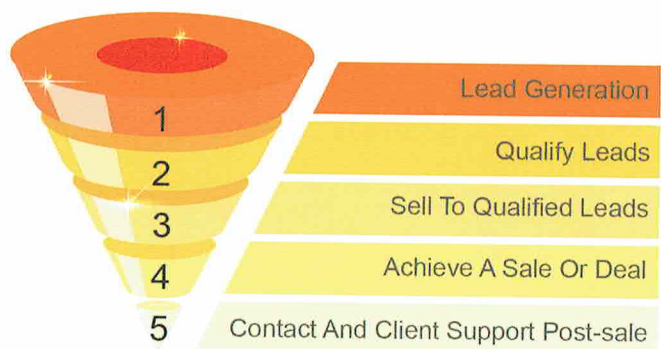 1 Lead Generation
2 Qualify Leads
3 Sell To Qualified Leads
4 Achieve A Sale Or Deal
5 Contact And Client Support Post-sale